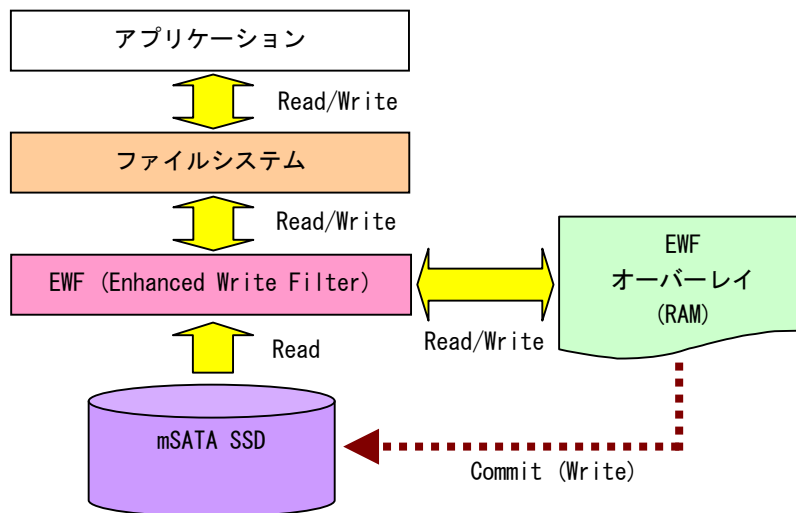 アプリケーション
Read/Write
ファイルシステム
Read/Write
EWF (Enhanced Write Filter)
EWF
オーバーレイ
(RAM)
Read/Write
Read
mSATA SSD
Commit (Write)